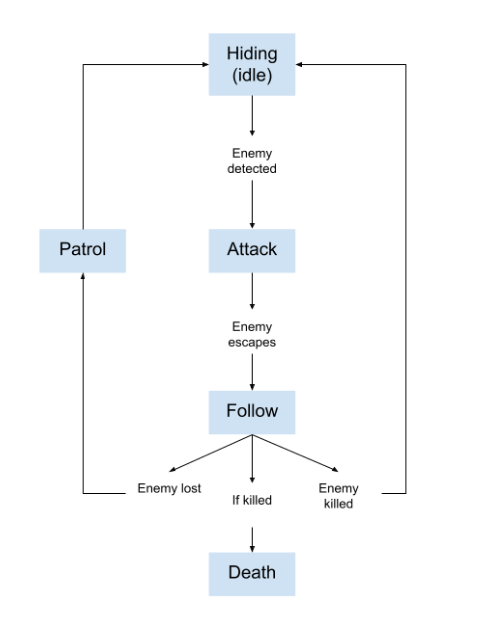 Hiding
(idle)
Enemy
detected
Patrol
Attack
Enemy
escapes
Follow
Enemy lost
If killed
Enemy
killed
Death